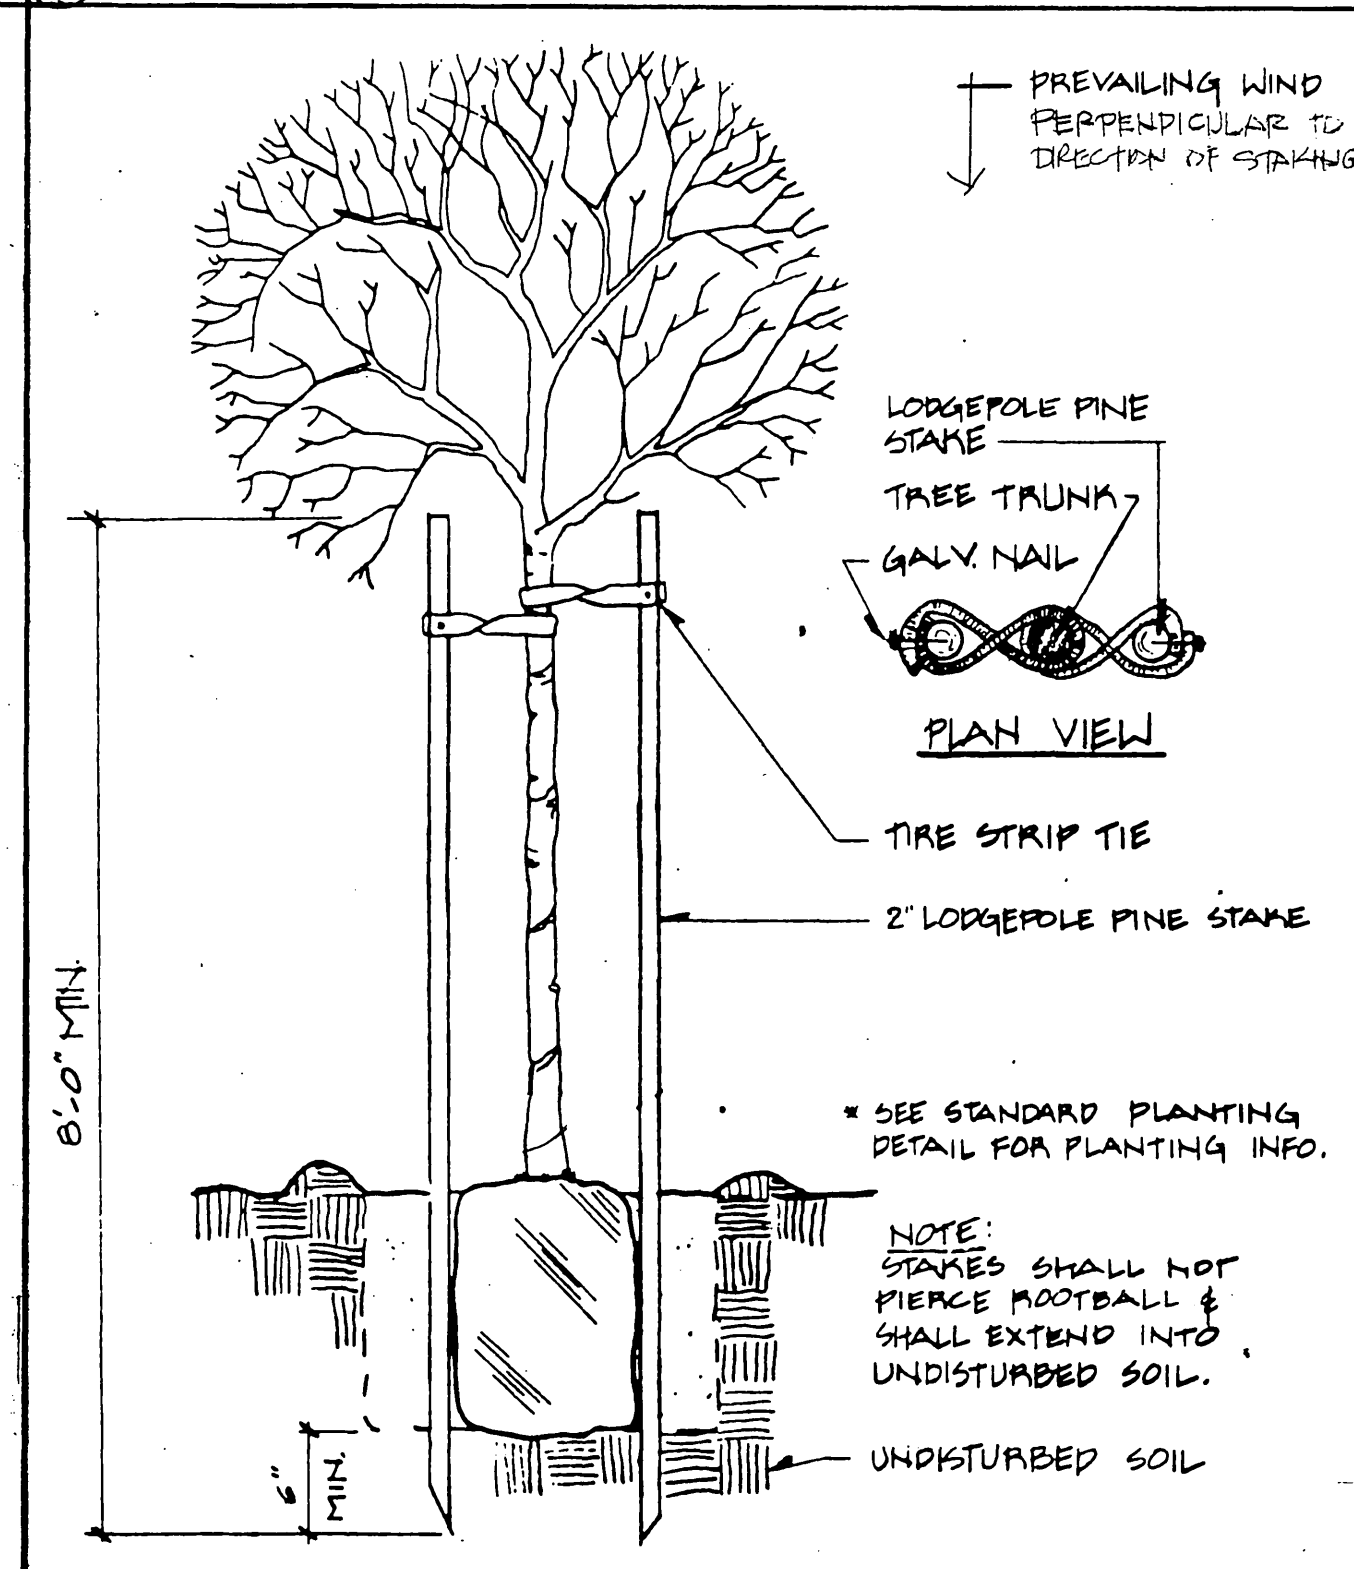 PREVAILING WIND
PERPENDICULAR TO
DIRECTION OF STAKING
LODGEPOLE PINE
STAKE
TREE TRUNK
GALV. NAIL
PLAN VIEW
TIRE STRIP TIE
2" LODGEPOLE PINE STAKE
8'-0" MIN.
* SEE STANDARD PLANTING
DETAIL FOR PLANTING INFO.
NOTE:
STAKES SHALL NOT
PIERCE ROOTBALL &
SHALL EXTEND INTO
UNDISTURBED SOIL.
UNDISTURBED SOIL
6"
MIN.